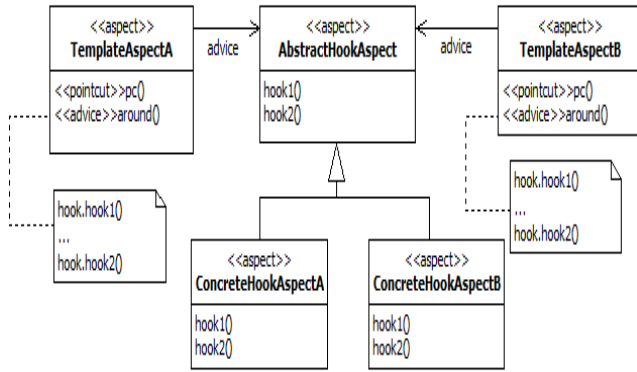 <<aspect>>
TemplateAspectA
<<pointcut>>pc()
<<advice>>around()
advice
<<aspect>>
AbstractHookAspect
hook1()
hook2()
advice
<<aspect>>
TemplateAspectB
<<pointcut>>pc()
<<advice>>around()
hook.hook1()
...
hook.hook2()
hook.hook1()
...
hook.hook2()
<<aspect>>
ConcreteHookAspectA
hook1()
hook2()
<<aspect>>
ConcreteHookAspectB
hook1()
hook2()